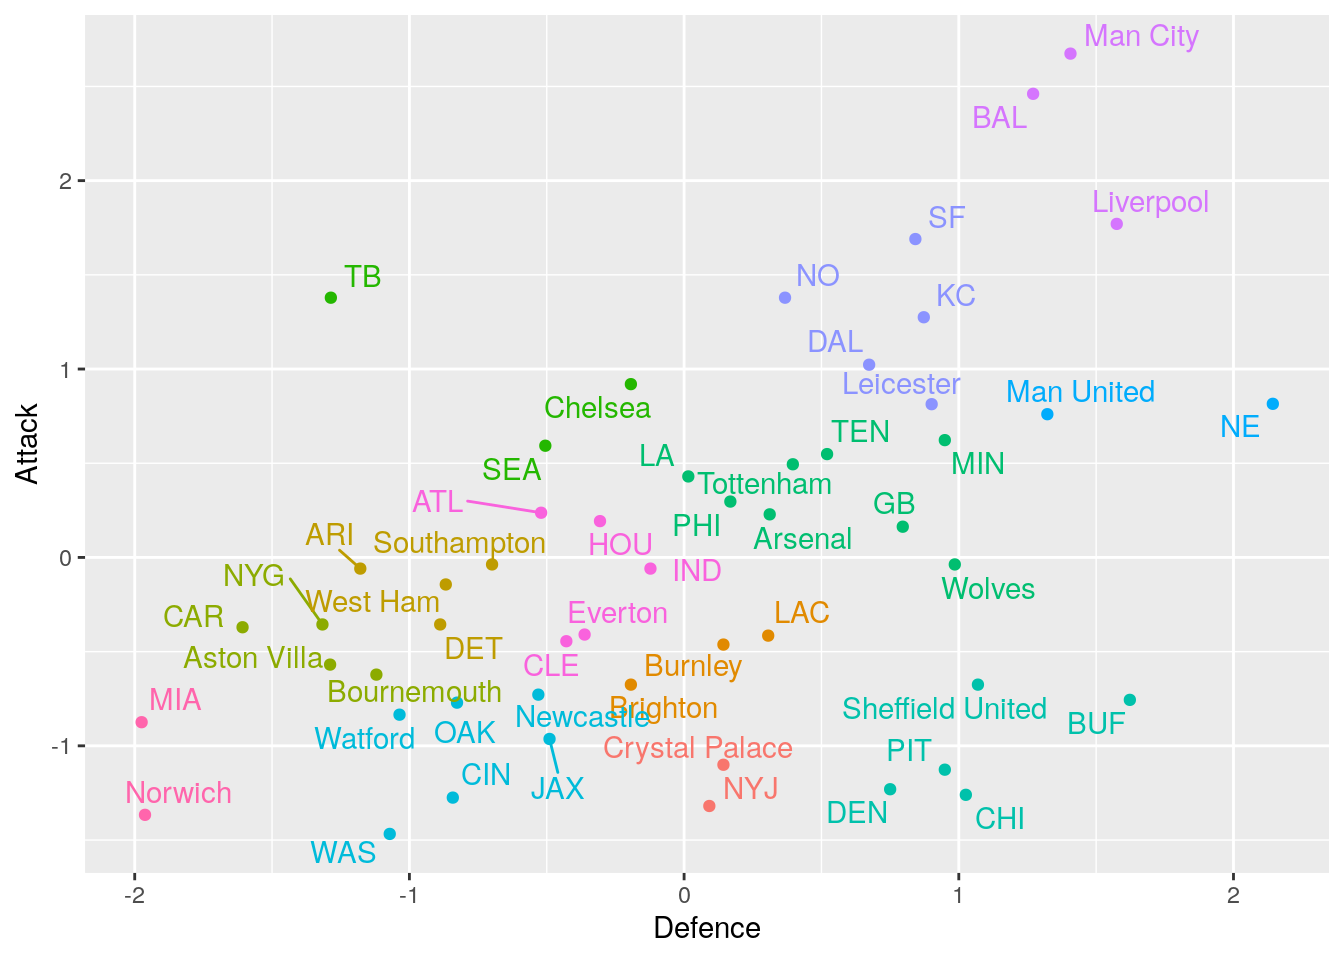 Man City
BAL
Liverpool
SF
TB
NO
KC
DAL
Leicester
Chelsea
Man United
NE
TEN
LA
MIN
SEA
Tottenham
ATL
GB
PHI
ARI
Southampton
HOU
Arsenal
NYG
IND
Wolves
West Ham
CAR
Everton
LAC
DET
Aston Villa
CLE
Burnley
Bournemouth
MIA
Brighton
Newcastle
Sheffield United
BUF
OAK
Watford
Crystal Palace
PIT
CIN
JAX
NYJ
Norwich
DEN
CHI
WAS
2
1
0
-1
-2
-1
0
1
2
Defence
Attack